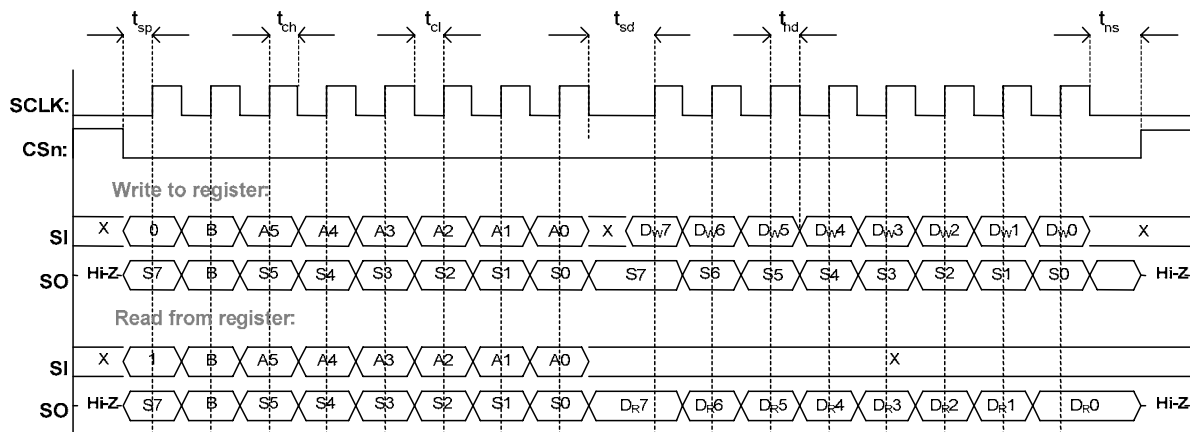 tsp tch tcl tsd thd tns
SCLK:
CSn:
Write to register:
SI X 0 B A5 A4 A3 A2 A1 A0 X DW7 DW6 DW5 DW4 DW3 DW2 DW1 DW0 X
SO Hi-Z S7 B S5 S4 S3 S2 S1 S0 S7 S6 S5 S4 S3 S2 S1 S0 Hi-Z
Read from register:
SI X 1 B A5 A4 A3 A2 A1 A0 X
SO Hi-Z S7 B S5 S4 S3 S2 S1 S0 DR7 DR6 DR5 DR4 DR3 DR2 DR1 DR0 Hi-Z